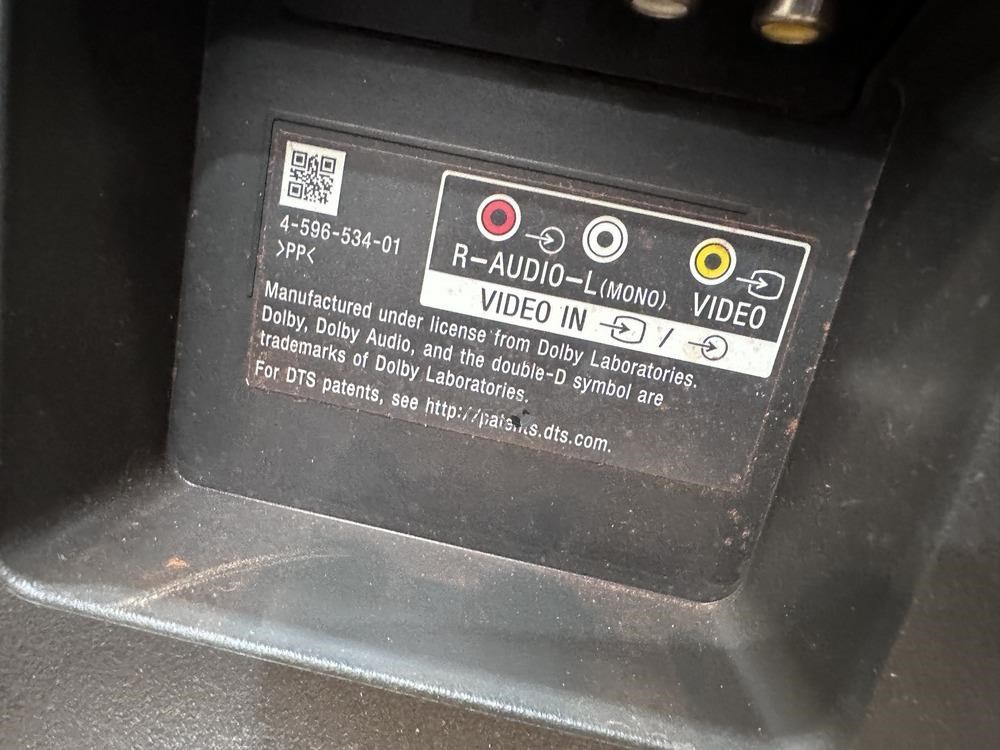 4-596-534-01
>PP<
R-AUDIO-L(MONO) VIDEO
VIDEO IN /
Manufactured under license from Dolby Laboratories.
Dolby, Dolby Audio, and the double-D symbol are
trademarks of Dolby Laboratories.
For DTS patents, see http://patents.dts.com.